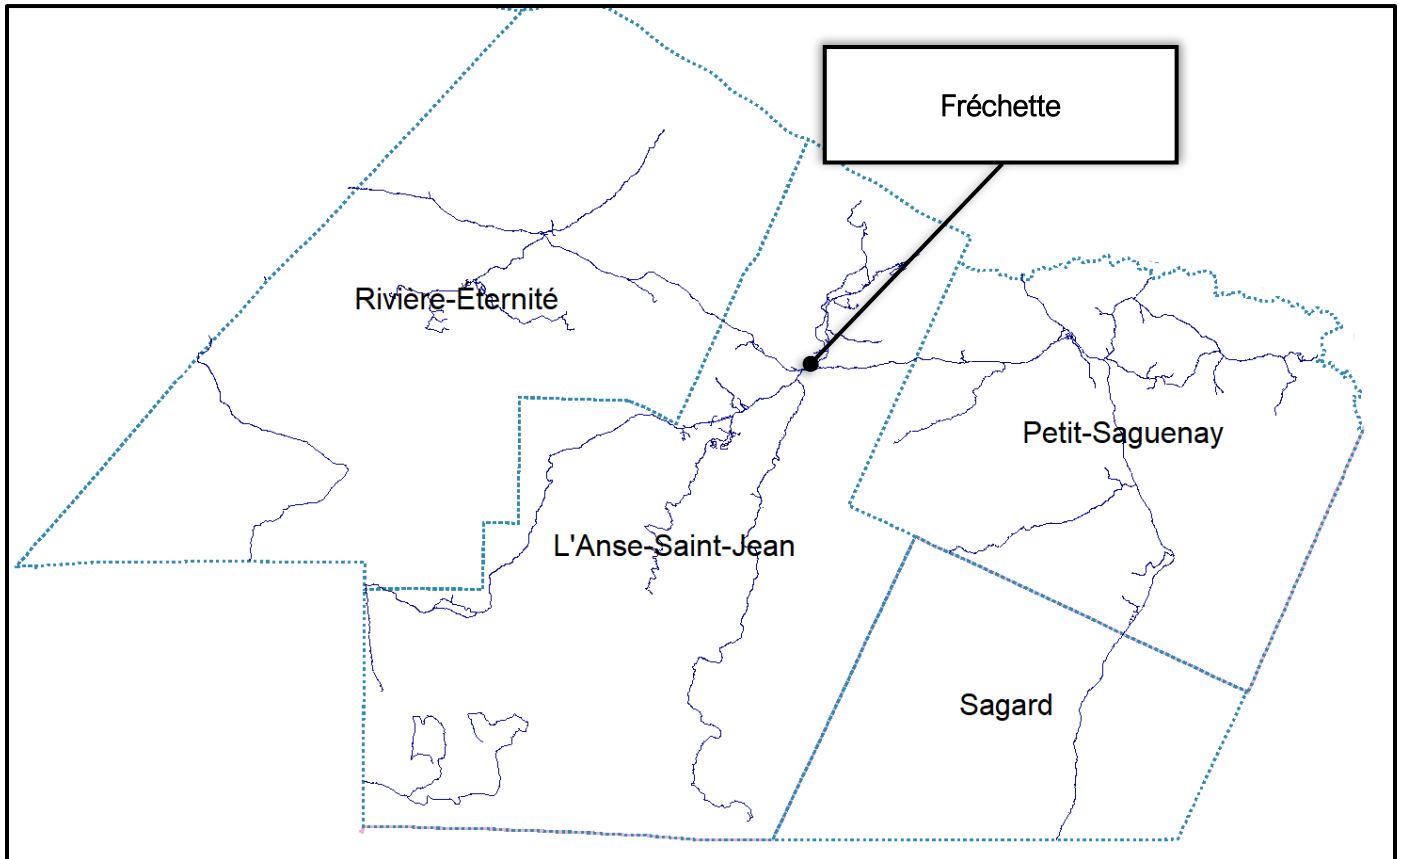 Fréchette
Rivière-Éternité
Petit-Saguenay
L'Anse-Saint-Jean
Sagard